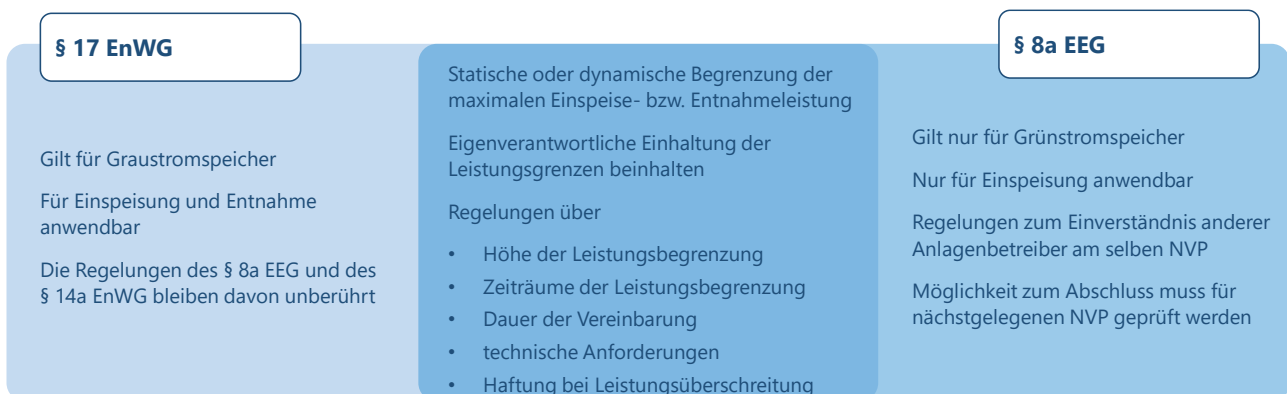 § 17 EnWG
Gilt für Graustromspeicher
Für Einspeisung und Entnahme
anwendbar
Die Regelungen des § 8a EEG und des
§ 14a EnWG bleiben davon unberührt
Statische oder dynamische Begrenzung der
maximalen Einspeise- bzw. Entnahmeleistung
Eigenverantwortliche Einhaltung der
Leistungsgrenzen beinhalten
Regelungen über
• Höhe der Leistungsbegrenzung
• Zeiträume der Leistungsbegrenzung
• Dauer der Vereinbarung
• technische Anforderungen
• Haftung bei Leistungsüberschreitung
§ 8a EEG
Gilt nur für Grünstromspeicher
Nur für Einspeisung anwendbar
Regelungen zum Einverständnis anderer
Anlagenbetreiber am selben NVP
Möglichkeit zum Abschluss muss für
nächstgelegenen NVP geprüft werden